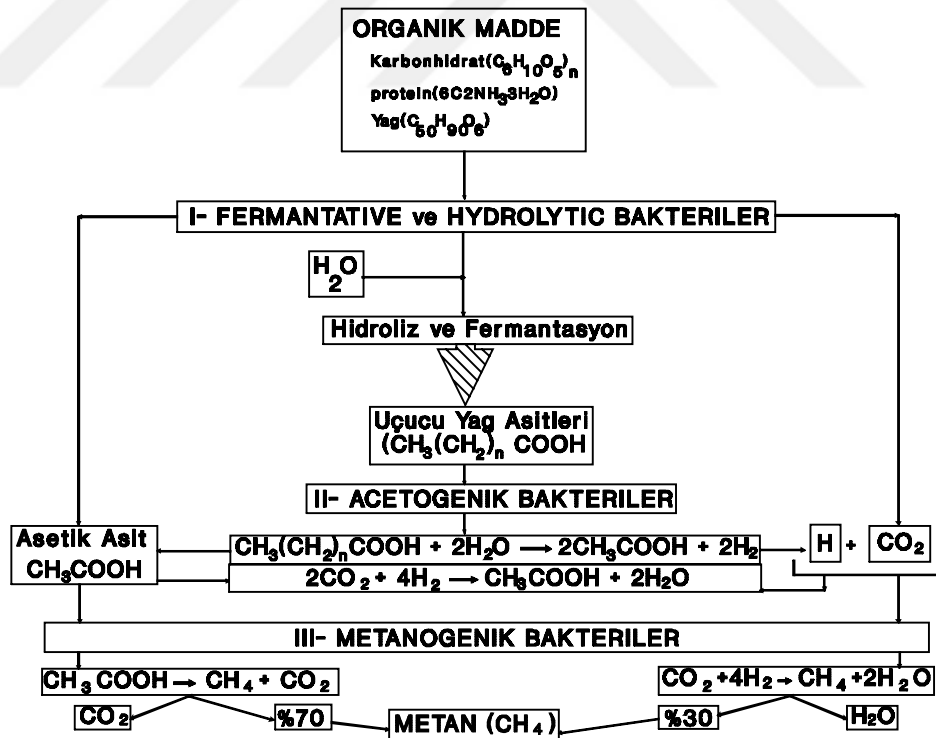 ORGANIK MADDE
Karbonhidrat(C6H10O5)n
protein(6C2NH33H2O)
Yag(C50H90O6)
I- FERMANTATIVE ve HYDROLYTIC BAKTERILER
H2O
Hidroliz ve Fermantasyon
Uçucu Yag Asitleri
(CH3(CH2)n COOH
II- ACETOGENIK BAKTERILER
Asetik Asit
CH3COOH
CH3(CH2)nCOOH + 2H2O → 2CH3COOH + 2H2
2CO2 + 4H2 → CH3COOH + 2H2O
H + CO2
III- METANOGENIK BAKTERILER
CH3COOH → CH4 + CO2
CO2 +4H2 → CH4 +2H2O
CO2
%70
METAN (CH4)
%30
H2O